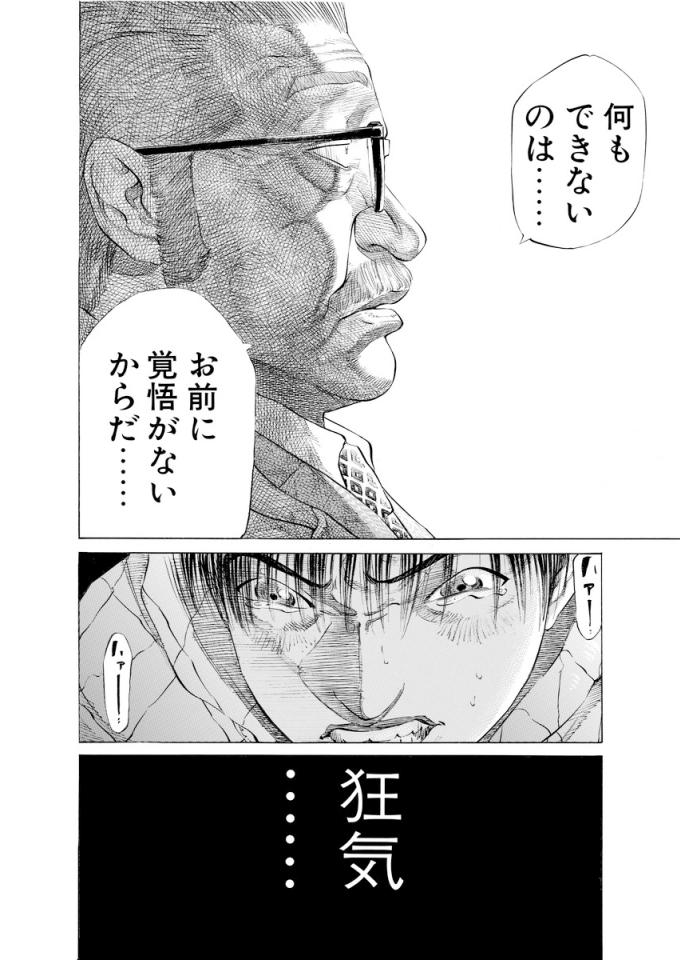 何も
できない
のは……
お前に
覚悟がない
からだ……
ハァー
ハァー
狂気
……